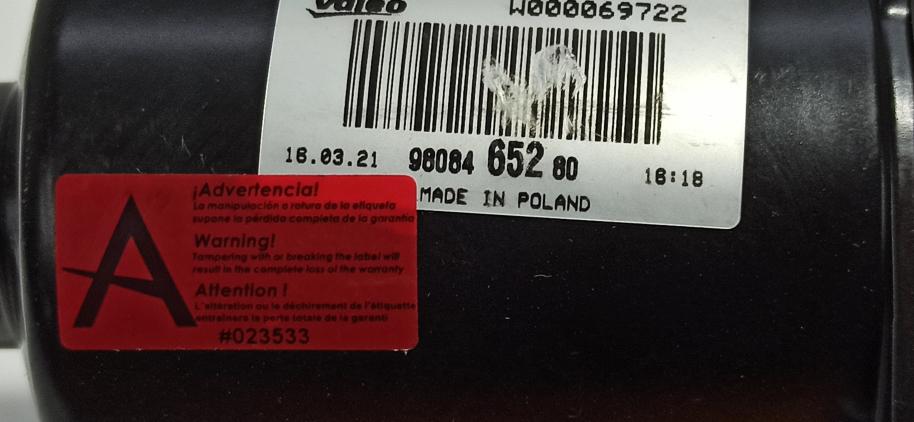 Valeo
W000069722
16.03.21 98084 652 80 16:18
MADE IN POLAND
¡Advertencia!
La manipulación o rotura de la etiqueta
supone la pérdida completa de la garantía
Warning!
Tampering with or breaking the label will
result in the complete loss of the warranty
Attention !
L'altération ou le déchirement de l'étiquette
entraînera la perte totale de la garanti
#023533